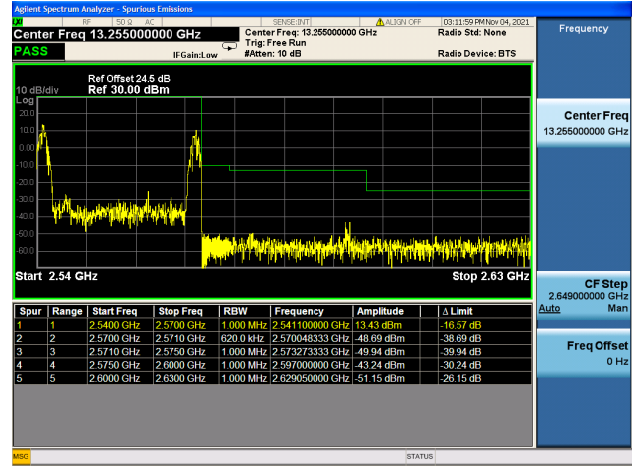 Agilent Spectrum Analyzer - Spurious Emissions
RF 50 Ω AC SENSE:INT ALIGN OFF 03:11:59 PM Nov 04, 2021
Center Freq 13.255000000 GHz Center Freq: 13.255000000 GHz Radio Std: None
Trig: Free Run
PASS IFGain:Low #Atten: 10 dB Radio Device: BTS
Ref Offset 24.5 dB
10 dB/div Ref 30.00 dBm
Log
20.0
10.0
0.00
-10.0
-20.0
-30.0
-40.0
-50.0
-60.0
Start 2.54 GHz Stop 2.63 GHz
Spur Range Start Freq Stop Freq RBW Frequency Amplitude Δ Limit
1 1 2.5400 GHz 2.5700 GHz 1.000 MHz 2.541100000 GHz 13.43 dBm -16.57 dB
2 2 2.5700 GHz 2.5710 GHz 620.0 kHz 2.570048333 GHz -48.69 dBm -38.69 dB
3 3 2.5710 GHz 2.5750 GHz 1.000 MHz 2.573273333 GHz -49.94 dBm -39.94 dB
4 4 2.5750 GHz 2.6000 GHz 1.000 MHz 2.597000000 GHz -43.24 dBm -30.24 dB
5 5 2.6000 GHz 2.6300 GHz 1.000 MHz 2.629050000 GHz -51.15 dBm -26.15 dB
MSG STATUS
Frequency
Center Freq
13.255000000 GHz
CF Step
2.649000000 GHz
Auto Man
Freq Offset
0 Hz